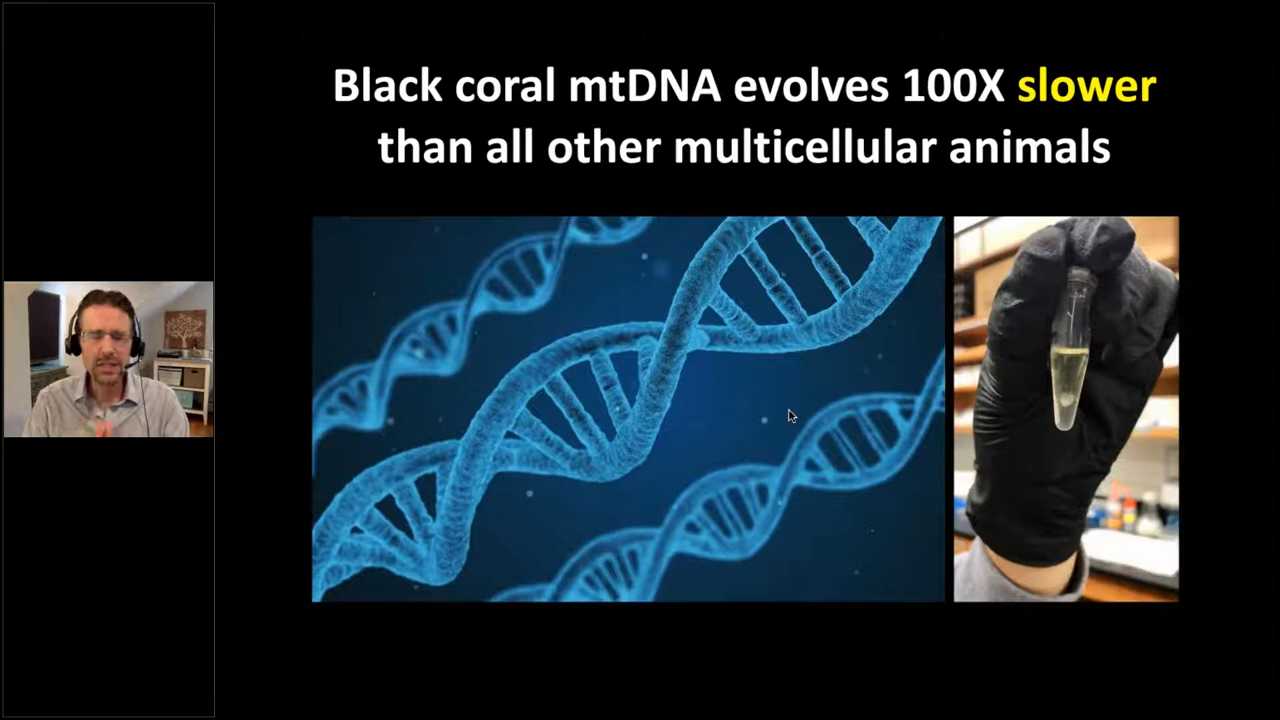 Black coral mtDNA evolves 100X slower
than all other multicellular animals